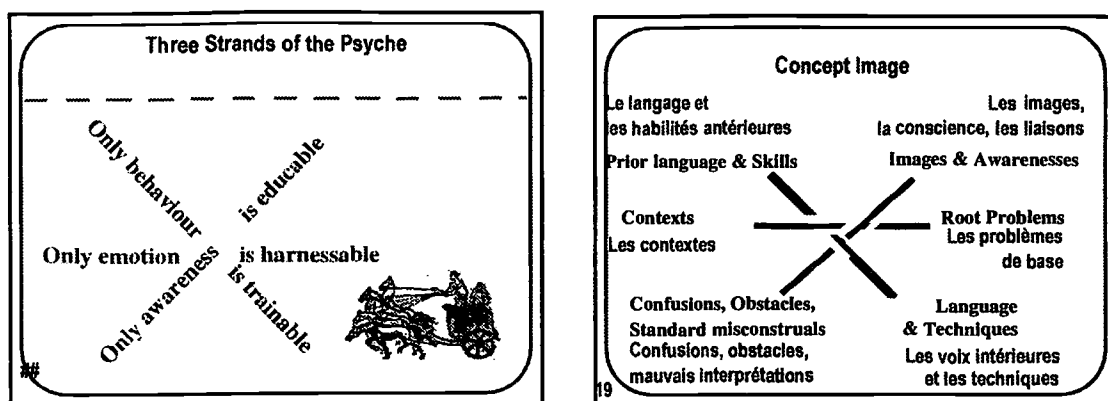 Three Strands of the Psyche
Only behaviour
is educable
Only emotion
is harnessable
Only awareness
is trainable
##
Concept Image
Le langage et
les habilités antérieures
Prior language & Skills
Les images,
la conscience, les liaisons
Images & Awarenesses
Contexts
Les contextes
Root Problems
Les problèmes
de base
Confusions, Obstacles,
Standard misconstruals
Confusions, obstacles,
mauvais interprétations
Language
& Techniques
Les voix intérieures
et les techniques
19